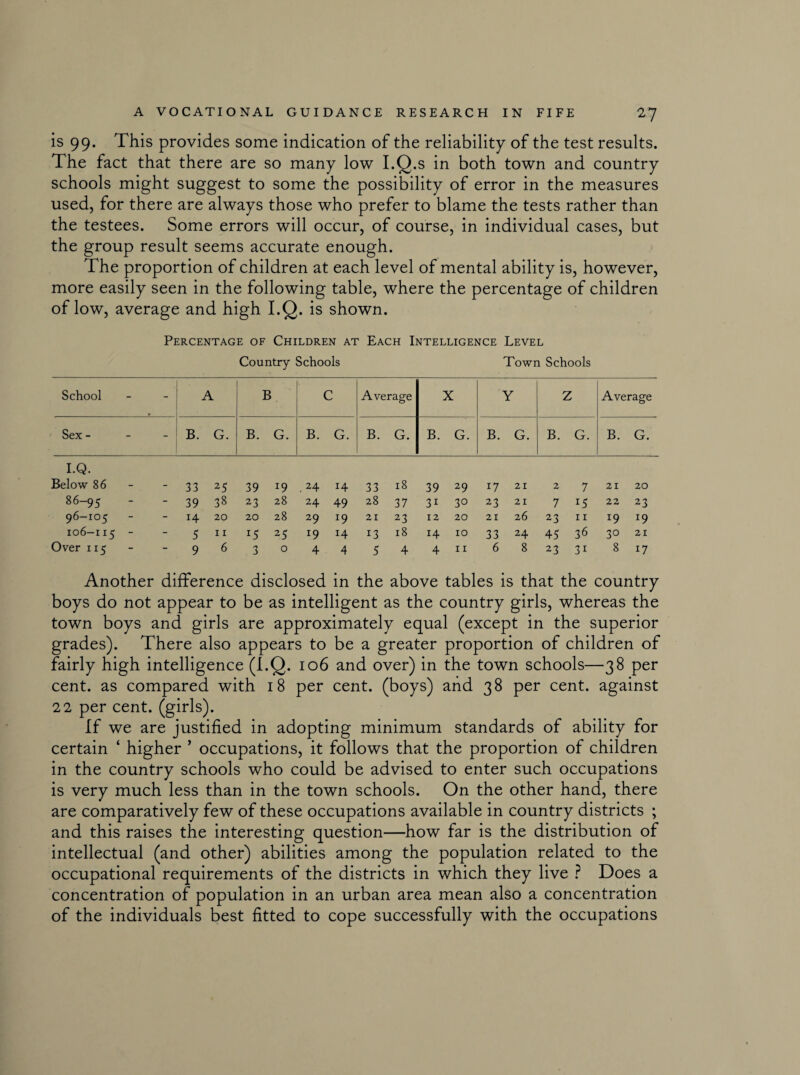 A VOCATIONAL GUIDANCE RESEARCH IN FIFE 27
is 99. This provides some indication of the reliability of the test results.
The fact that there are so many low I.Q.s in both town and country
schools might suggest to some the possibility of error in the measures
used, for there are always those who prefer to blame the tests rather than
the testees. Some errors will occur, of course, in individual cases, but
the group result seems accurate enough.
The proportion of children at each level of mental ability is, however,
more easily seen in the following table, where the percentage of children
of low, average and high I.Q. is shown.
Percentage of Children at Each Intelligence Level
Country Schools Town Schools
School - - A B C Average X Y Z Average
Sex - - - B. G. B. G. B. G. B. G. B. G. B. G. B. G. B. G.
I.Q.
Below 86 - - 33 25 39 19 24 14 33 18 39 29 17 21 2 7 21 20
86–95 - - 39 38 23 28 24 49 28 37 31 30 23 21 7 15 22 23
96–105 - - 14 20 20 28 29 19 21 23 12 20 21 26 23 11 19 19
106–115 - - 5 11 15 25 19 14 13 18 14 10 33 24 45 36 30 21
Over 115 - - 9 6 3 0 4 4 5 4 4 11 6 8 23 31 8 17
Another difference disclosed in the above tables is that the country
boys do not appear to be as intelligent as the country girls, whereas the
town boys and girls are approximately equal (except in the superior
grades). There also appears to be a greater proportion of children of
fairly high intelligence (I.Q. 106 and over) in the town schools—38 per
cent. as compared with 18 per cent. (boys) and 38 per cent. against
22 per cent. (girls).
If we are justified in adopting minimum standards of ability for
certain ‘ higher ’ occupations, it follows that the proportion of children
in the country schools who could be advised to enter such occupations
is very much less than in the town schools. On the other hand, there
are comparatively few of these occupations available in country districts ;
and this raises the interesting question—how far is the distribution of
intellectual (and other) abilities among the population related to the
occupational requirements of the districts in which they live ? Does a
concentration of population in an urban area mean also a concentration
of the individuals best fitted to cope successfully with the occupations